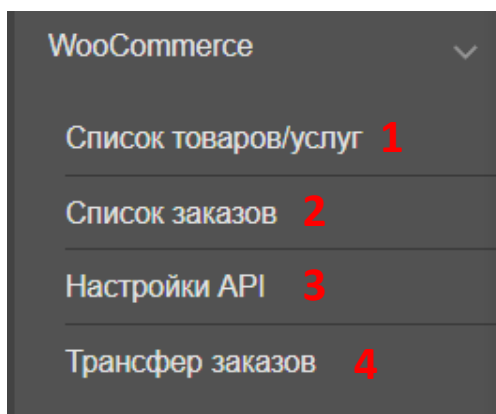 WooCommerce
Список товаров/услуг 1
Список заказов 2
Настройки API 3
Трансфер заказов 4